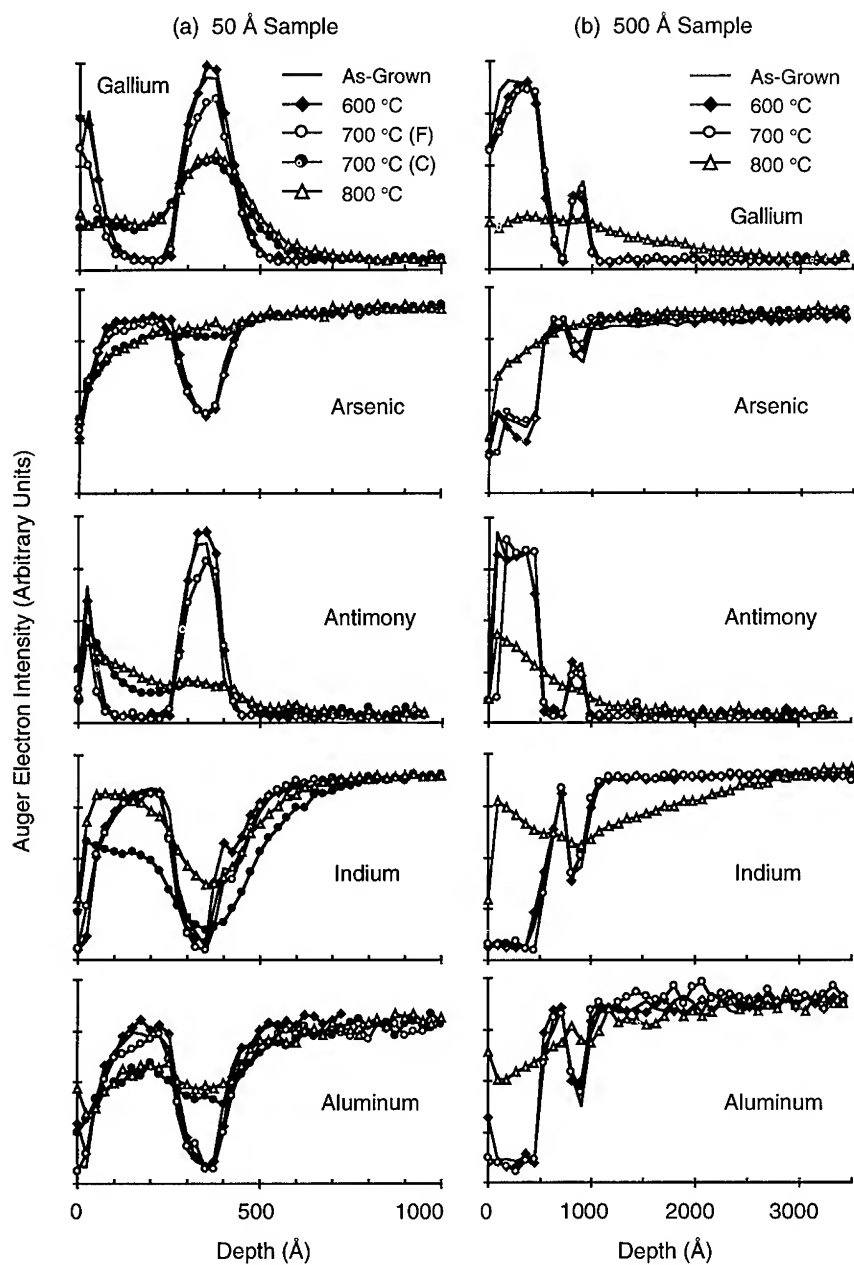 (a) 50 Å Sample
(b) 500 Å Sample
Auger Electron Intensity (Arbitrary Units)
Gallium
As-Grown
600 °C
700 °C (F)
700 °C (C)
800 °C
As-Grown
600 °C
700 °C
800 °C
Gallium
Arsenic
Arsenic
Antimony
Antimony
Indium
Indium
Aluminum
Aluminum
0 500 1000
0 1000 2000 3000
Depth (Å)
Depth (Å)